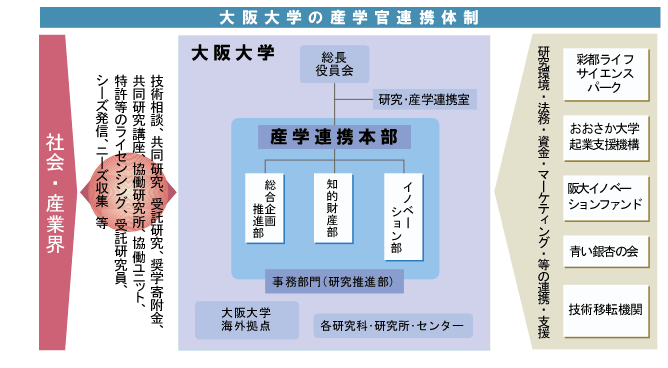 大阪大学の産学官連携体制
社会・産業界
技術相談、共同研究、受託研究、奨学寄附金、
共同研究講座、協働研究所、協働ユニット、
特許等のライセンシング、受託研究員、
シーズ発信、ニーズ収集 等
大阪大学
総長
役員会
研究・産学連携室
産学連携本部
総合企画
推進部
知的財産部
イノベー
ション部
事務部門（研究推進部）
大阪大学
海外拠点
各研究科・研究所・センター
研究環境・法務・資金・マーケティング・等の連携・支援
彩都ライフ
サイエンス
パーク
おおさか大学
起業支援機構
阪大イノベー
ションファンド
青い銀杏の会
技術移転機関